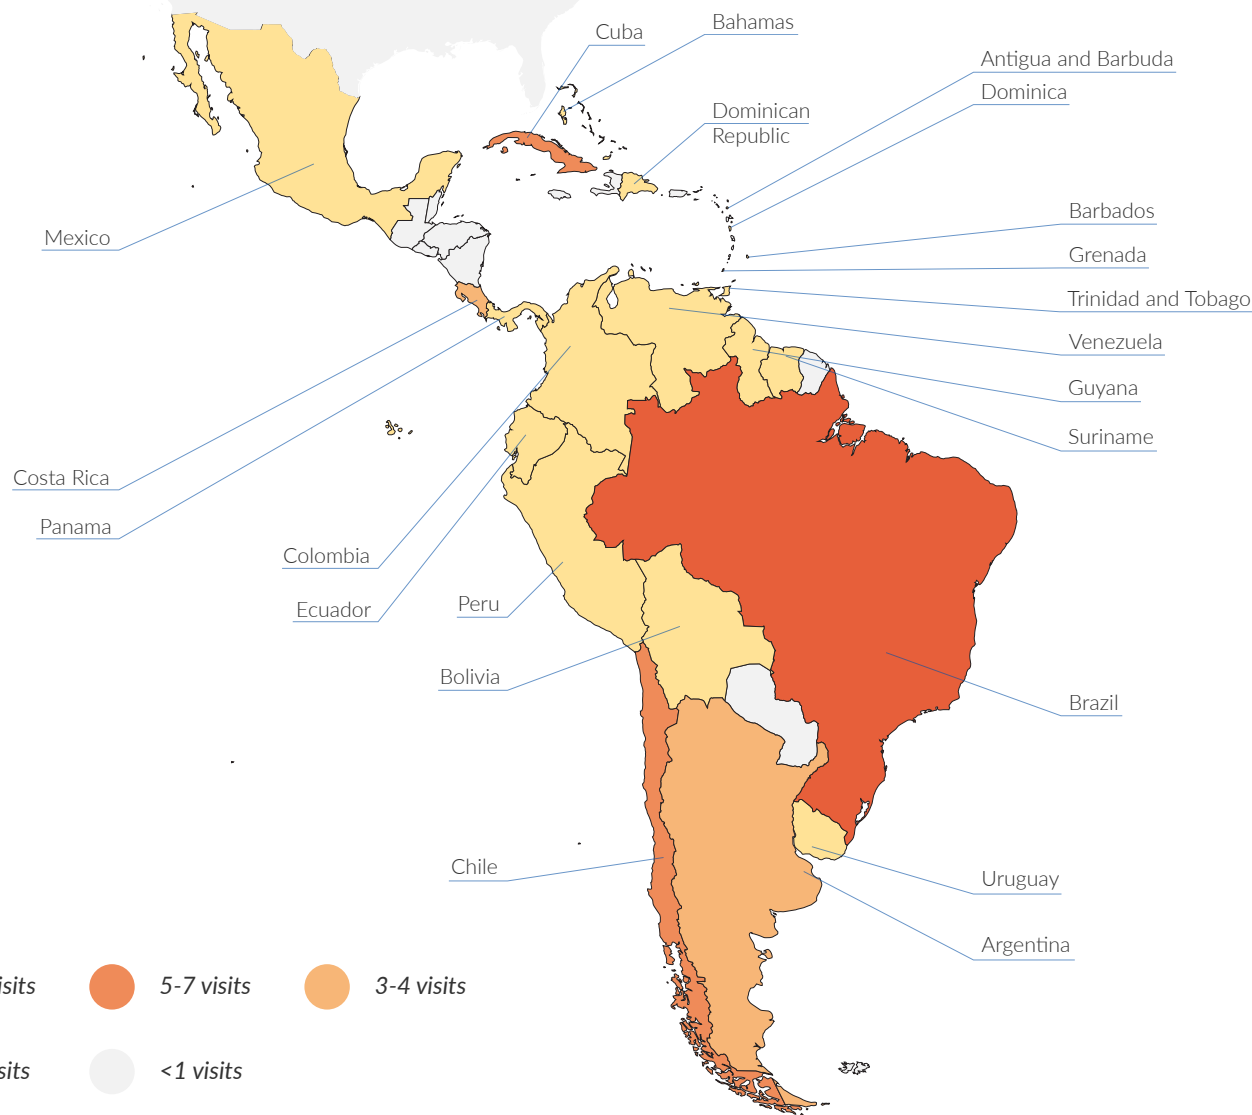 Cuba
Bahamas
Antigua and Barbuda
Dominica
Dominican
Republic
Barbados
Mexico
Grenada
Trinidad and Tobago
Venezuela
Guyana
Suriname
Costa Rica
Panama
Colombia
Ecuador
Peru
Bolivia
Brazil
Chile
Uruguay
Argentina
5-7 visits
3-4 visits
<1 visits